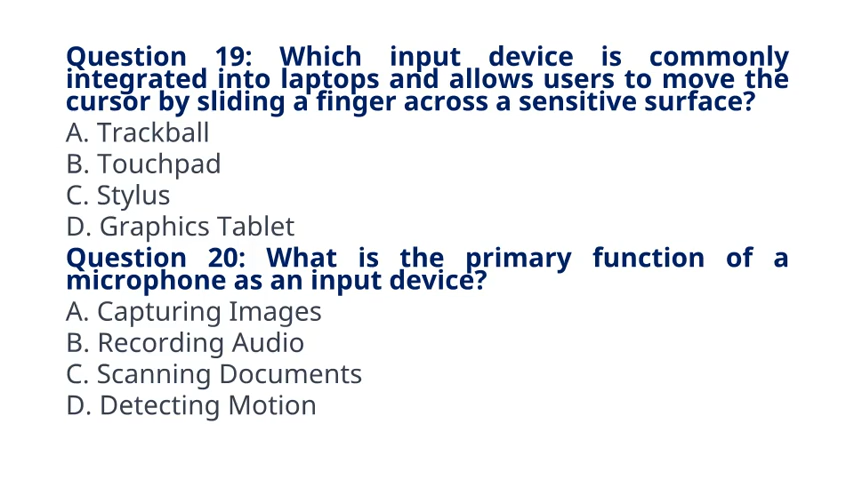 Question 19: Which input device is commonly
integrated into laptops and allows users to move the
cursor by sliding a finger across a sensitive surface?
A. Trackball
B. Touchpad
C. Stylus
D. Graphics Tablet
Question 20: What is the primary function of a
microphone as an input device?
A. Capturing Images
B. Recording Audio
C. Scanning Documents
D. Detecting Motion